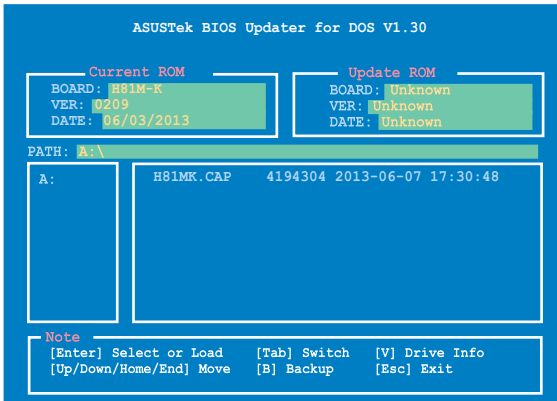 ASUSTek BIOS Updater for DOS V1.30
Current ROM
BOARD: H81M-K
VER: 0209
DATE: 06/03/2013
Update ROM
BOARD: Unknown
VER: Unknown
DATE: Unknown
PATH: A:\
A:
H81MK.CAP 4194304 2013-06-07 17:30:48
Note
[Enter] Select or Load [Tab] Switch [V] Drive Info
[Up/Down/Home/End] Move [B] Backup [Esc] Exit